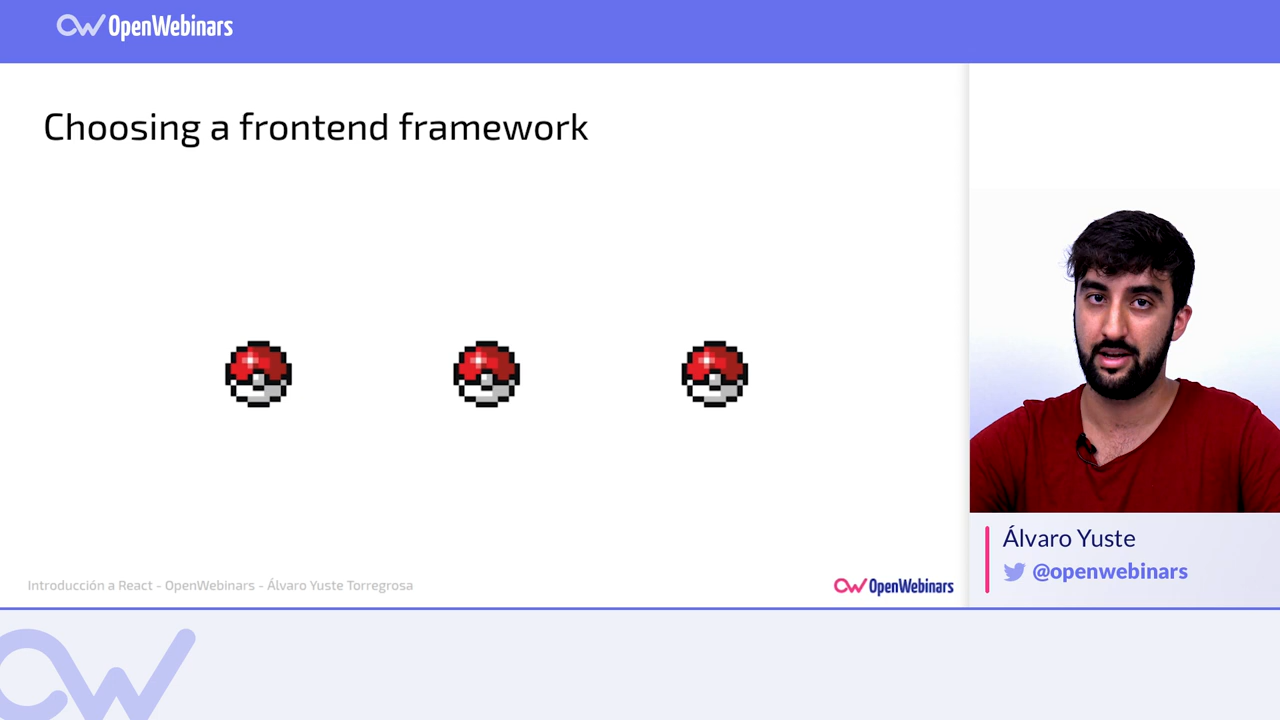 OpenWebinars
Choosing a frontend framework
Introducción a React - OpenWebinars - Álvaro Yuste Torregrosa
OpenWebinars
Álvaro Yuste
@openwebinars